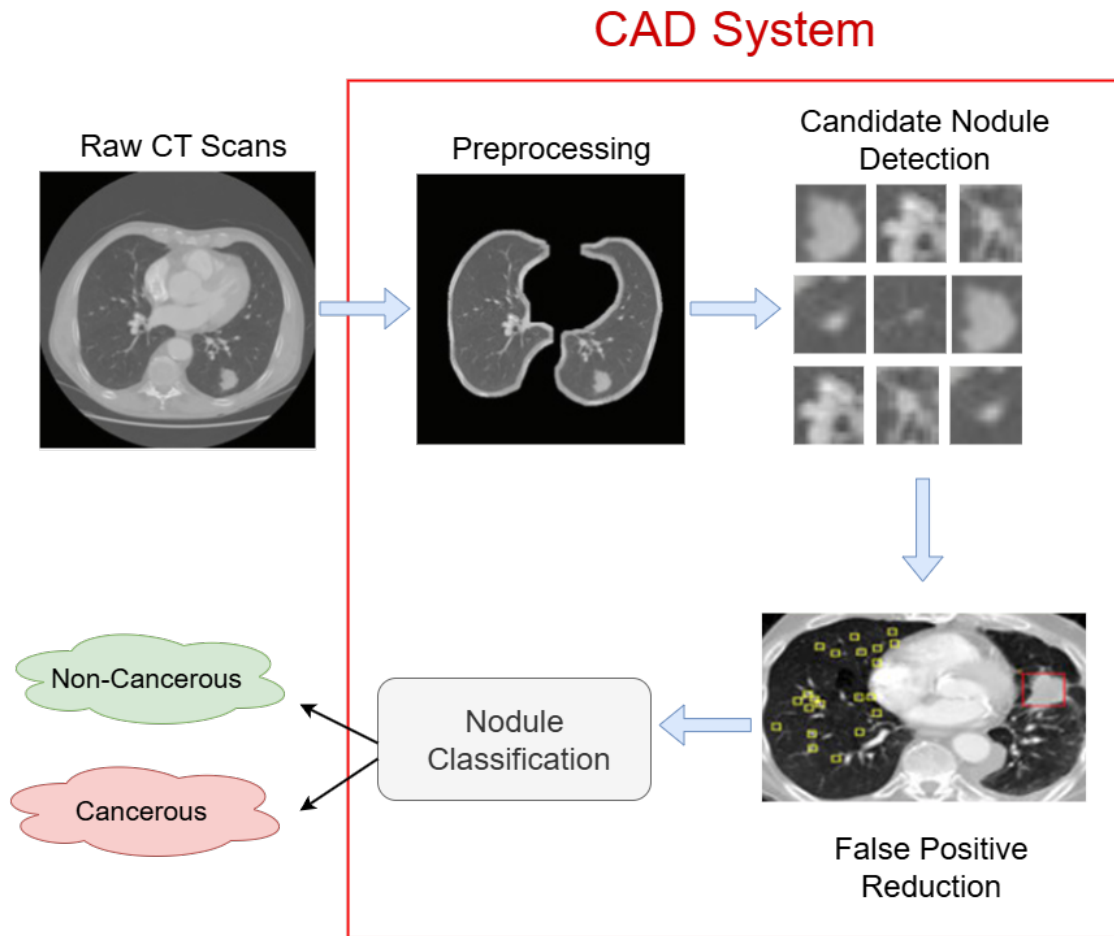 CAD System
Raw CT Scans
Preprocessing
Candidate Nodule
Detection
False Positive
Reduction
Nodule
Classification
Non-Cancerous
Cancerous